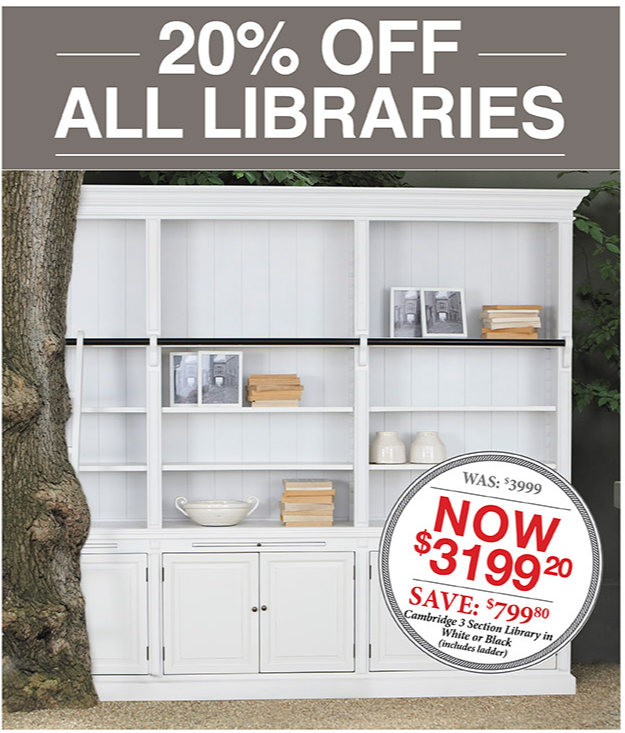 20% OFF
ALL LIBRARIES
WAS: $3999
NOW
$3199 20
SAVE: $799 80
Cambridge 3 Section Library in
White or Black
(includes ladder)